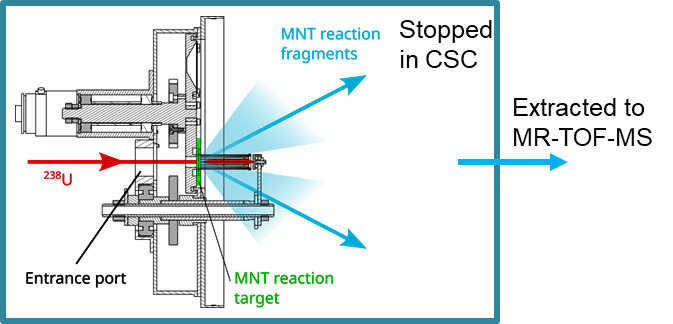 MNT reaction
fragments
Stopped
in CSC
Extracted to
MR-TOF-MS
²³⁸U
Entrance port
MNT reaction
target